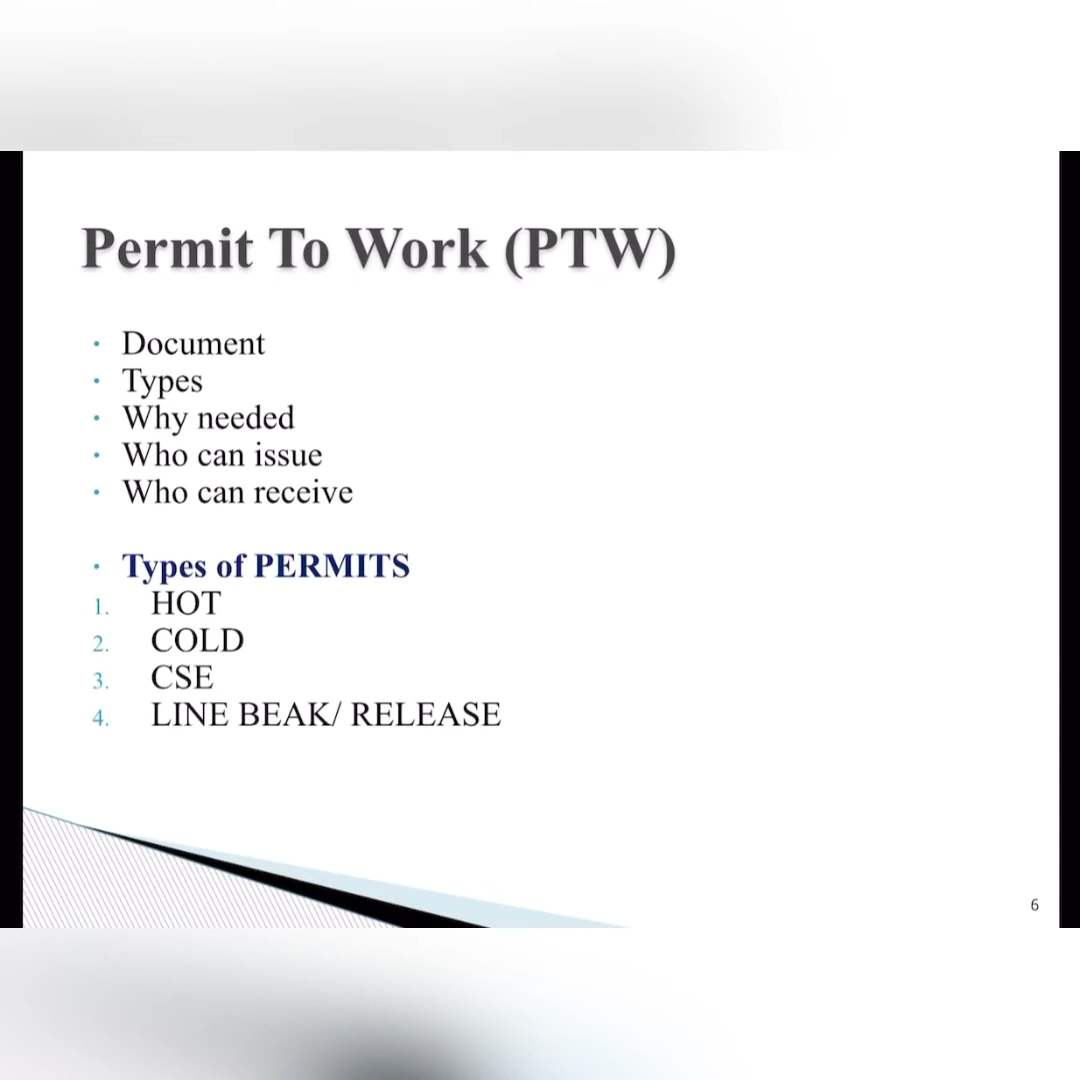 Permit To Work (PTW)
• Document
• Types
• Why needed
• Who can issue
• Who can receive
• Types of PERMITS
1. HOT
2. COLD
3. CSE
4. LINE BEAK/ RELEASE
6